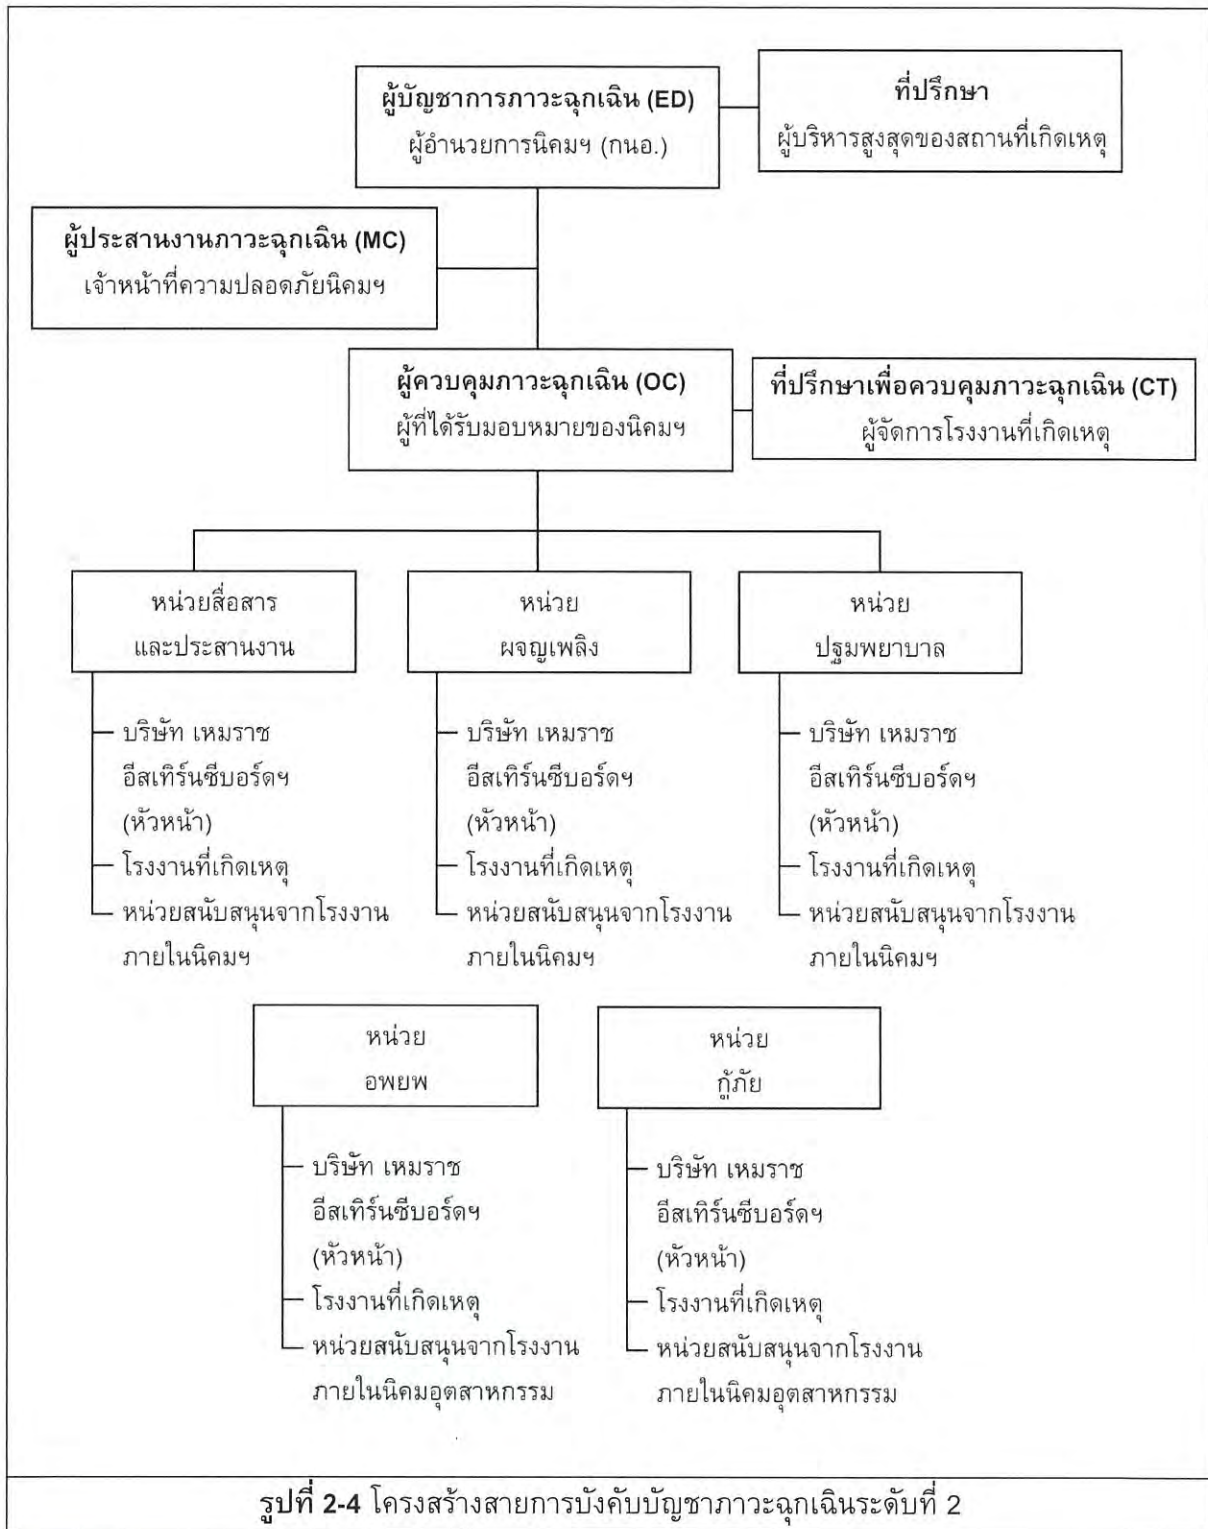 ผู้บัญชาการภาวะฉุกเฉิน (ED)
ผู้อำนวยการนิคมฯ (กนอ.)
ที่ปรึกษา
ผู้บริหารสูงสุดของสถานที่เกิดเหตุ
ผู้ประสานงานภาวะฉุกเฉิน (MC)
เจ้าหน้าที่ความปลอดภัยนิคมฯ
ผู้ควบคุมภาวะฉุกเฉิน (OC)
ผู้ที่ได้รับมอบหมายของนิคมฯ
ที่ปรึกษาเพื่อควบคุมภาวะฉุกเฉิน (CT)
ผู้จัดการโรงงานที่เกิดเหตุ
หน่วยสื่อสาร
และประสานงาน
บริษัท เหมราช
อีสเทิร์นซีบอร์ดฯ
(หัวหน้า)
โรงงานที่เกิดเหตุ
หน่วยสนับสนุนจากโรงงาน
ภายในนิคมฯ
หน่วย
ผจญเพลิง
บริษัท เหมราช
อีสเทิร์นซีบอร์ดฯ
(หัวหน้า)
โรงงานที่เกิดเหตุ
หน่วยสนับสนุนจากโรงงาน
ภายในนิคมฯ
หน่วย
ปฐมพยาบาล
บริษัท เหมราช
อีสเทิร์นซีบอร์ดฯ
(หัวหน้า)
โรงงานที่เกิดเหตุ
หน่วยสนับสนุนจากโรงงาน
ภายในนิคมฯ
หน่วย
อพยพ
บริษัท เหมราช
อีสเทิร์นซีบอร์ดฯ
(หัวหน้า)
โรงงานที่เกิดเหตุ
หน่วยสนับสนุนจากโรงงาน
ภายในนิคมอุตสาหกรรม
หน่วย
กู้ภัย
บริษัท เหมราช
อีสเทิร์นซีบอร์ดฯ
(หัวหน้า)
โรงงานที่เกิดเหตุ
หน่วยสนับสนุนจากโรงงาน
ภายในนิคมอุตสาหกรรม
รูปที่ 2-4 โครงสร้างสายการบังคับบัญชาภาวะฉุกเฉินระดับที่ 2